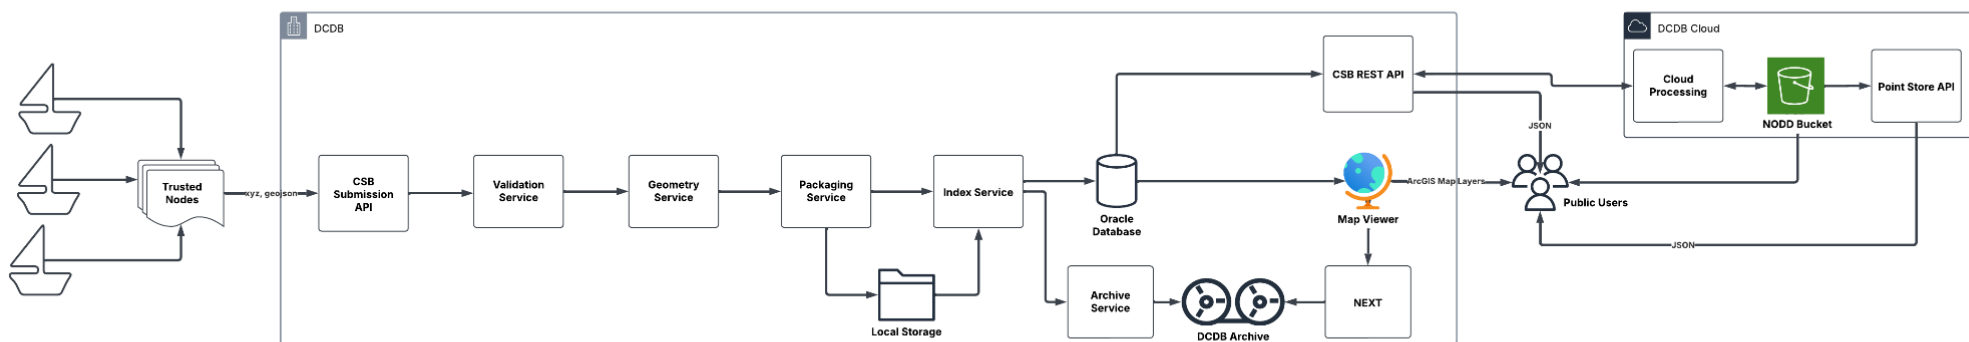 DCDB
DCDB Cloud
CSB REST API
Cloud
Processing
Point Store API
NODD Bucket
JSON
Trusted
Nodes
xyz, geojson
CSB
Submission
API
Validation
Service
Geometry
Service
Packaging
Service
Index Service
Oracle
Database
Map Viewer
ArcGIS Map Layers
Public Users
JSON
Local Storage
Archive
Service
DCDB Archive
NEXT